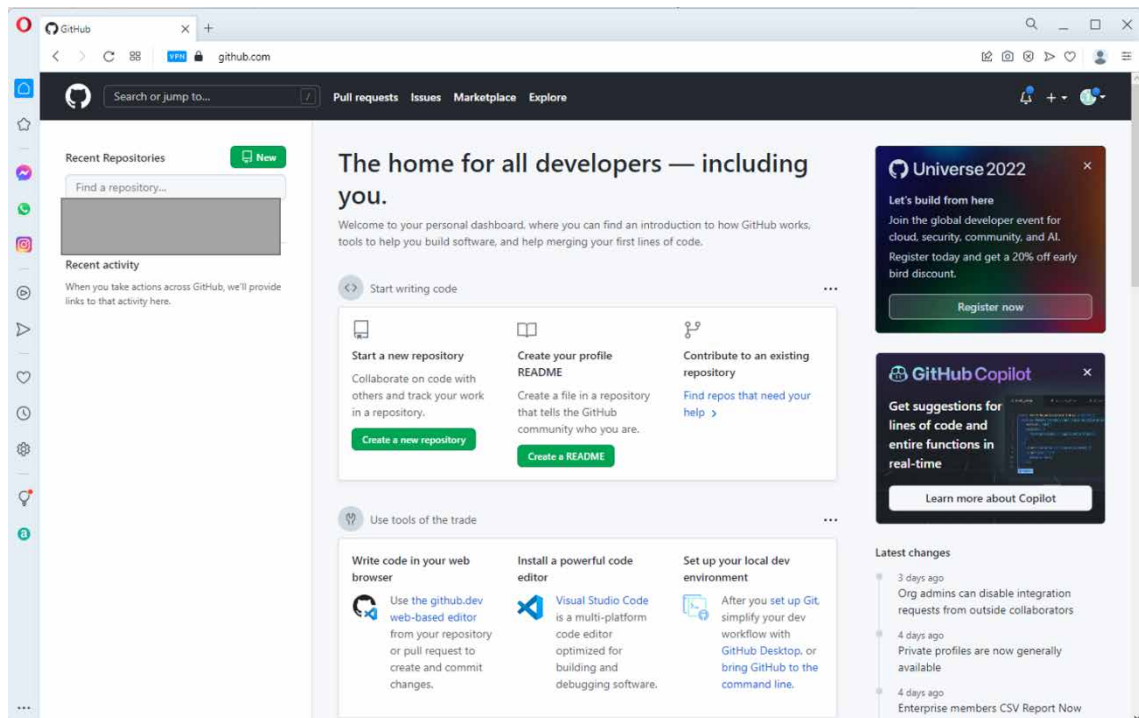 GitHub
VPN
github.com
Search or jump to...
/
Pull requests Issues Marketplace Explore
Recent Repositories
New
Find a repository...
Recent activity
When you take actions across GitHub, we'll provide
links to that activity here.
The home for all developers — including
you.
Welcome to your personal dashboard, where you can find an introduction to how GitHub works,
tools to help you build software, and help merging your first lines of code.
Start writing code
Start a new repository
Collaborate on code with
others and track your work
in a repository.
Create a new repository
Create your profile
README
Create a file in a repository
that tells the GitHub
community who you are.
Create a README
Contribute to an existing
repository
Find repos that need your
help
Use tools of the trade
Write code in your web
browser
Use the github.dev
web-based editor
from your repository
or pull request to
create and commit
changes.
Install a powerful code
editor
Visual Studio Code
is a multi-platform
code editor
optimized for
building and
debugging software.
Set up your local dev
environment
After you set up Git,
simplify your dev
workflow with
GitHub Desktop, or
bring GitHub to the
command line.
Universe 2022
Let's build from here
Join the global developer event for
cloud, security, community, and AI.
Register today and get a 20% off early
bird discount.
Register now
GitHub Copilot
Get suggestions for
lines of code and
entire functions in
real-time
Learn more about Copilot
Latest changes
3 days ago
Org admins can disable integration
requests from outside collaborators
4 days ago
Private profiles are now generally
available
4 days ago
Enterprise members CSV Report Now